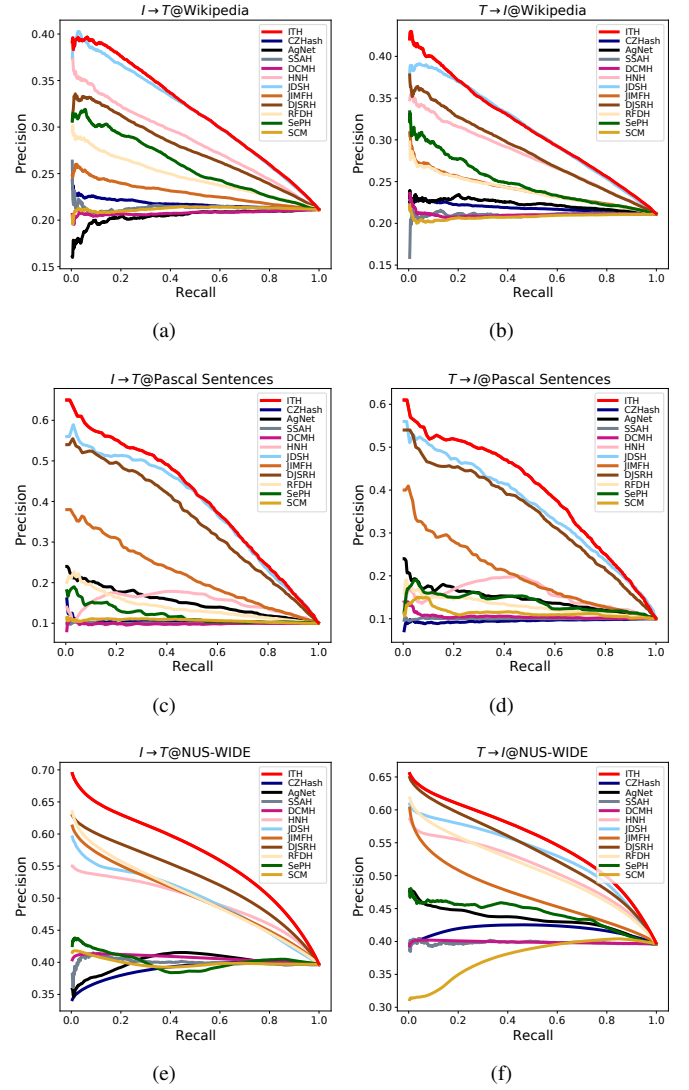 I → T@Wikipedia
0.40
0.35
0.30
0.25
0.20
0.15
Precision
0.0 0.2 0.4 0.6 0.8 1.0
Recall
ITH
CZHash
AgNet
SSAH
DCMH
HNH
JDSH
JIMFH
DJSRH
RFDH
SePH
SCM
(a)
T → I@Wikipedia
0.40
0.35
0.30
0.25
0.20
0.15
Precision
0.0 0.2 0.4 0.6 0.8 1.0
Recall
ITH
CZHash
AgNet
SSAH
DCMH
HNH
JDSH
JIMFH
DJSRH
RFDH
SePH
SCM
(b)
I → T@Pascal Sentences
0.6
0.5
0.4
0.3
0.2
0.1
Precision
0.0 0.2 0.4 0.6 0.8 1.0
Recall
ITH
CZHash
AgNet
SSAH
DCMH
HNH
JDSH
JIMFH
DJSRH
RFDH
SePH
SCM
(c)
T → I@Pascal Sentences
0.6
0.5
0.4
0.3
0.2
0.1
Precision
0.0 0.2 0.4 0.6 0.8 1.0
Recall
ITH
CZHash
AgNet
SSAH
DCMH
HNH
JDSH
JIMFH
DJSRH
RFDH
SePH
SCM
(d)
I → T@NUS-WIDE
0.70
0.65
0.60
0.55
0.50
0.45
0.40
0.35
Precision
0.0 0.2 0.4 0.6 0.8 1.0
Recall
ITH
CZHash
AgNet
SSAH
DCMH
HNH
JDSH
JIMFH
DJSRH
RFDH
SePH
SCM
(e)
T → I@NUS-WIDE
0.65
0.60
0.55
0.50
0.45
0.40
0.35
0.31
Precision
0.0 0.2 0.4 0.6 0.8 1.0
Recall
ITH
CZHash
AgNet
SSAH
DCMH
HNH
JDSH
JIMFH
DJSRH
RFDH
SePH
SCM
(f)